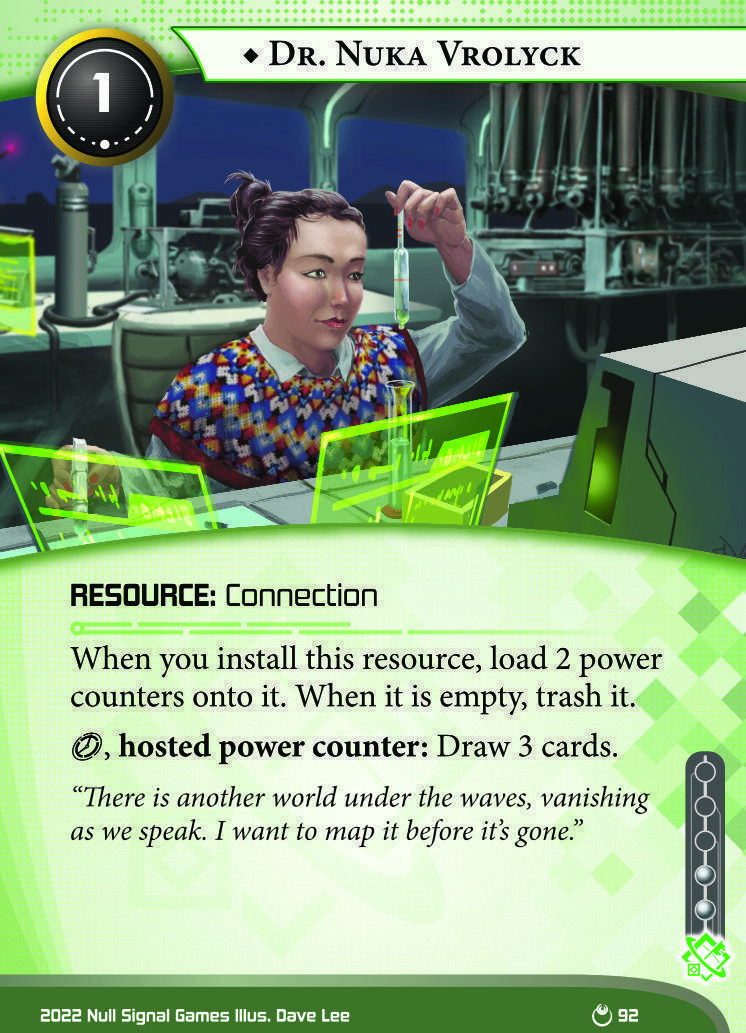 1
◆ Dr. Nuka Vrolyck
RESOURCE: Connection
When you install this resource, load 2 power
counters onto it. When it is empty, trash it.
, hosted power counter: Draw 3 cards.
“There is another world under the waves, vanishing
as we speak. I want to map it before it’s gone.”
2022 Null Signal Games Illus. Dave Lee
92